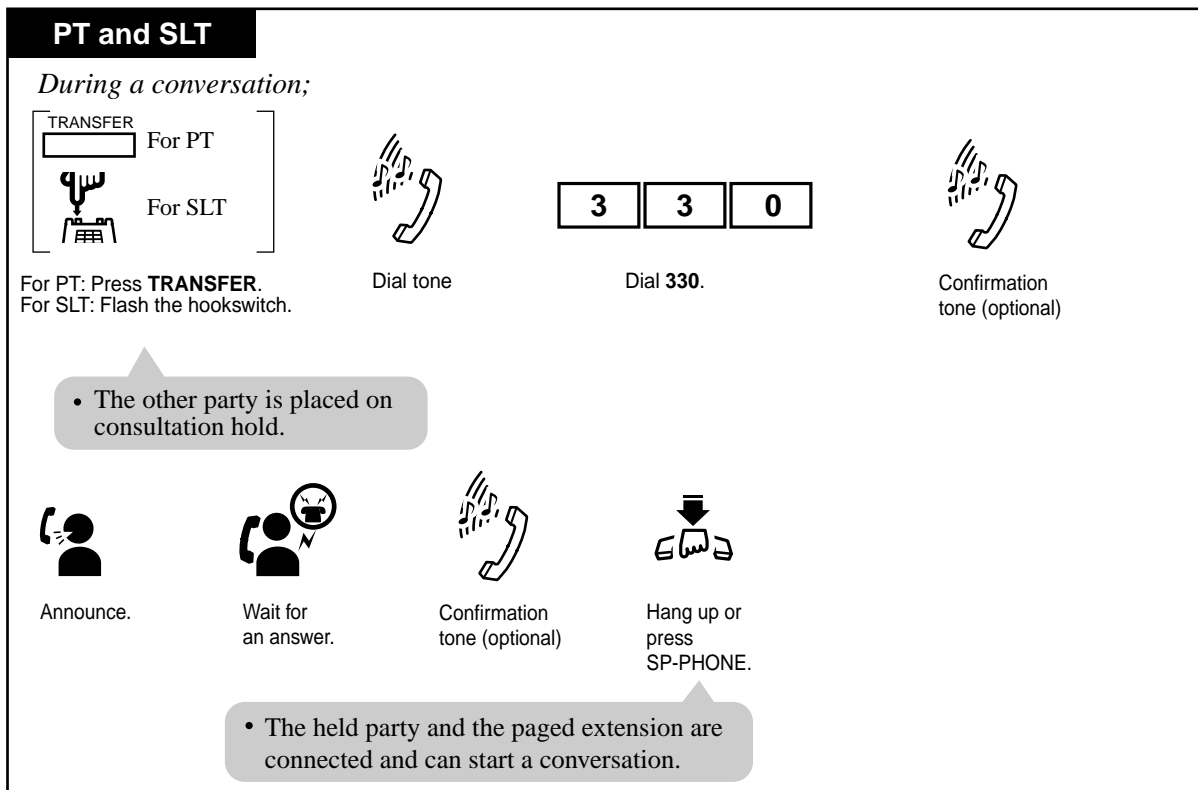 PT and SLT
During a conversation;
TRANSFER
For PT
For SLT
3 3 0
For PT: Press TRANSFER.
For SLT: Flash the hookswitch.
Dial tone
Dial 330.
Confirmation
tone (optional)
• The other party is placed on
consultation hold.
Announce.
Wait for
an answer.
Confirmation
tone (optional)
Hang up or
press
SP-PHONE.
• The held party and the paged extension are
connected and can start a conversation.